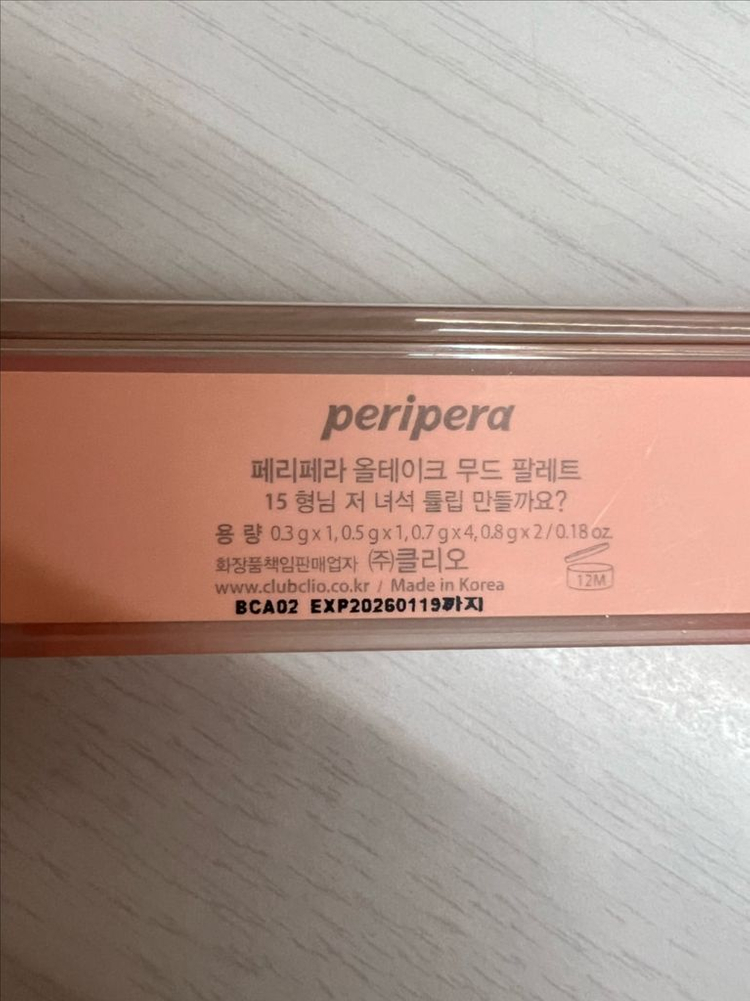 peripera
페리페라 올테이크 무드 팔레트
15 형님 저 녀석 튤립 만들까요?
용 량 0.3 g x 1, 0.5 g x 1, 0.7 g x 4, 0.8 g x 2 / 0.18 oz.
화장품책임판매업자 (주)클리오
www.clubclio.co.kr / Made in Korea
12M
BCA02 EXP20260119까지